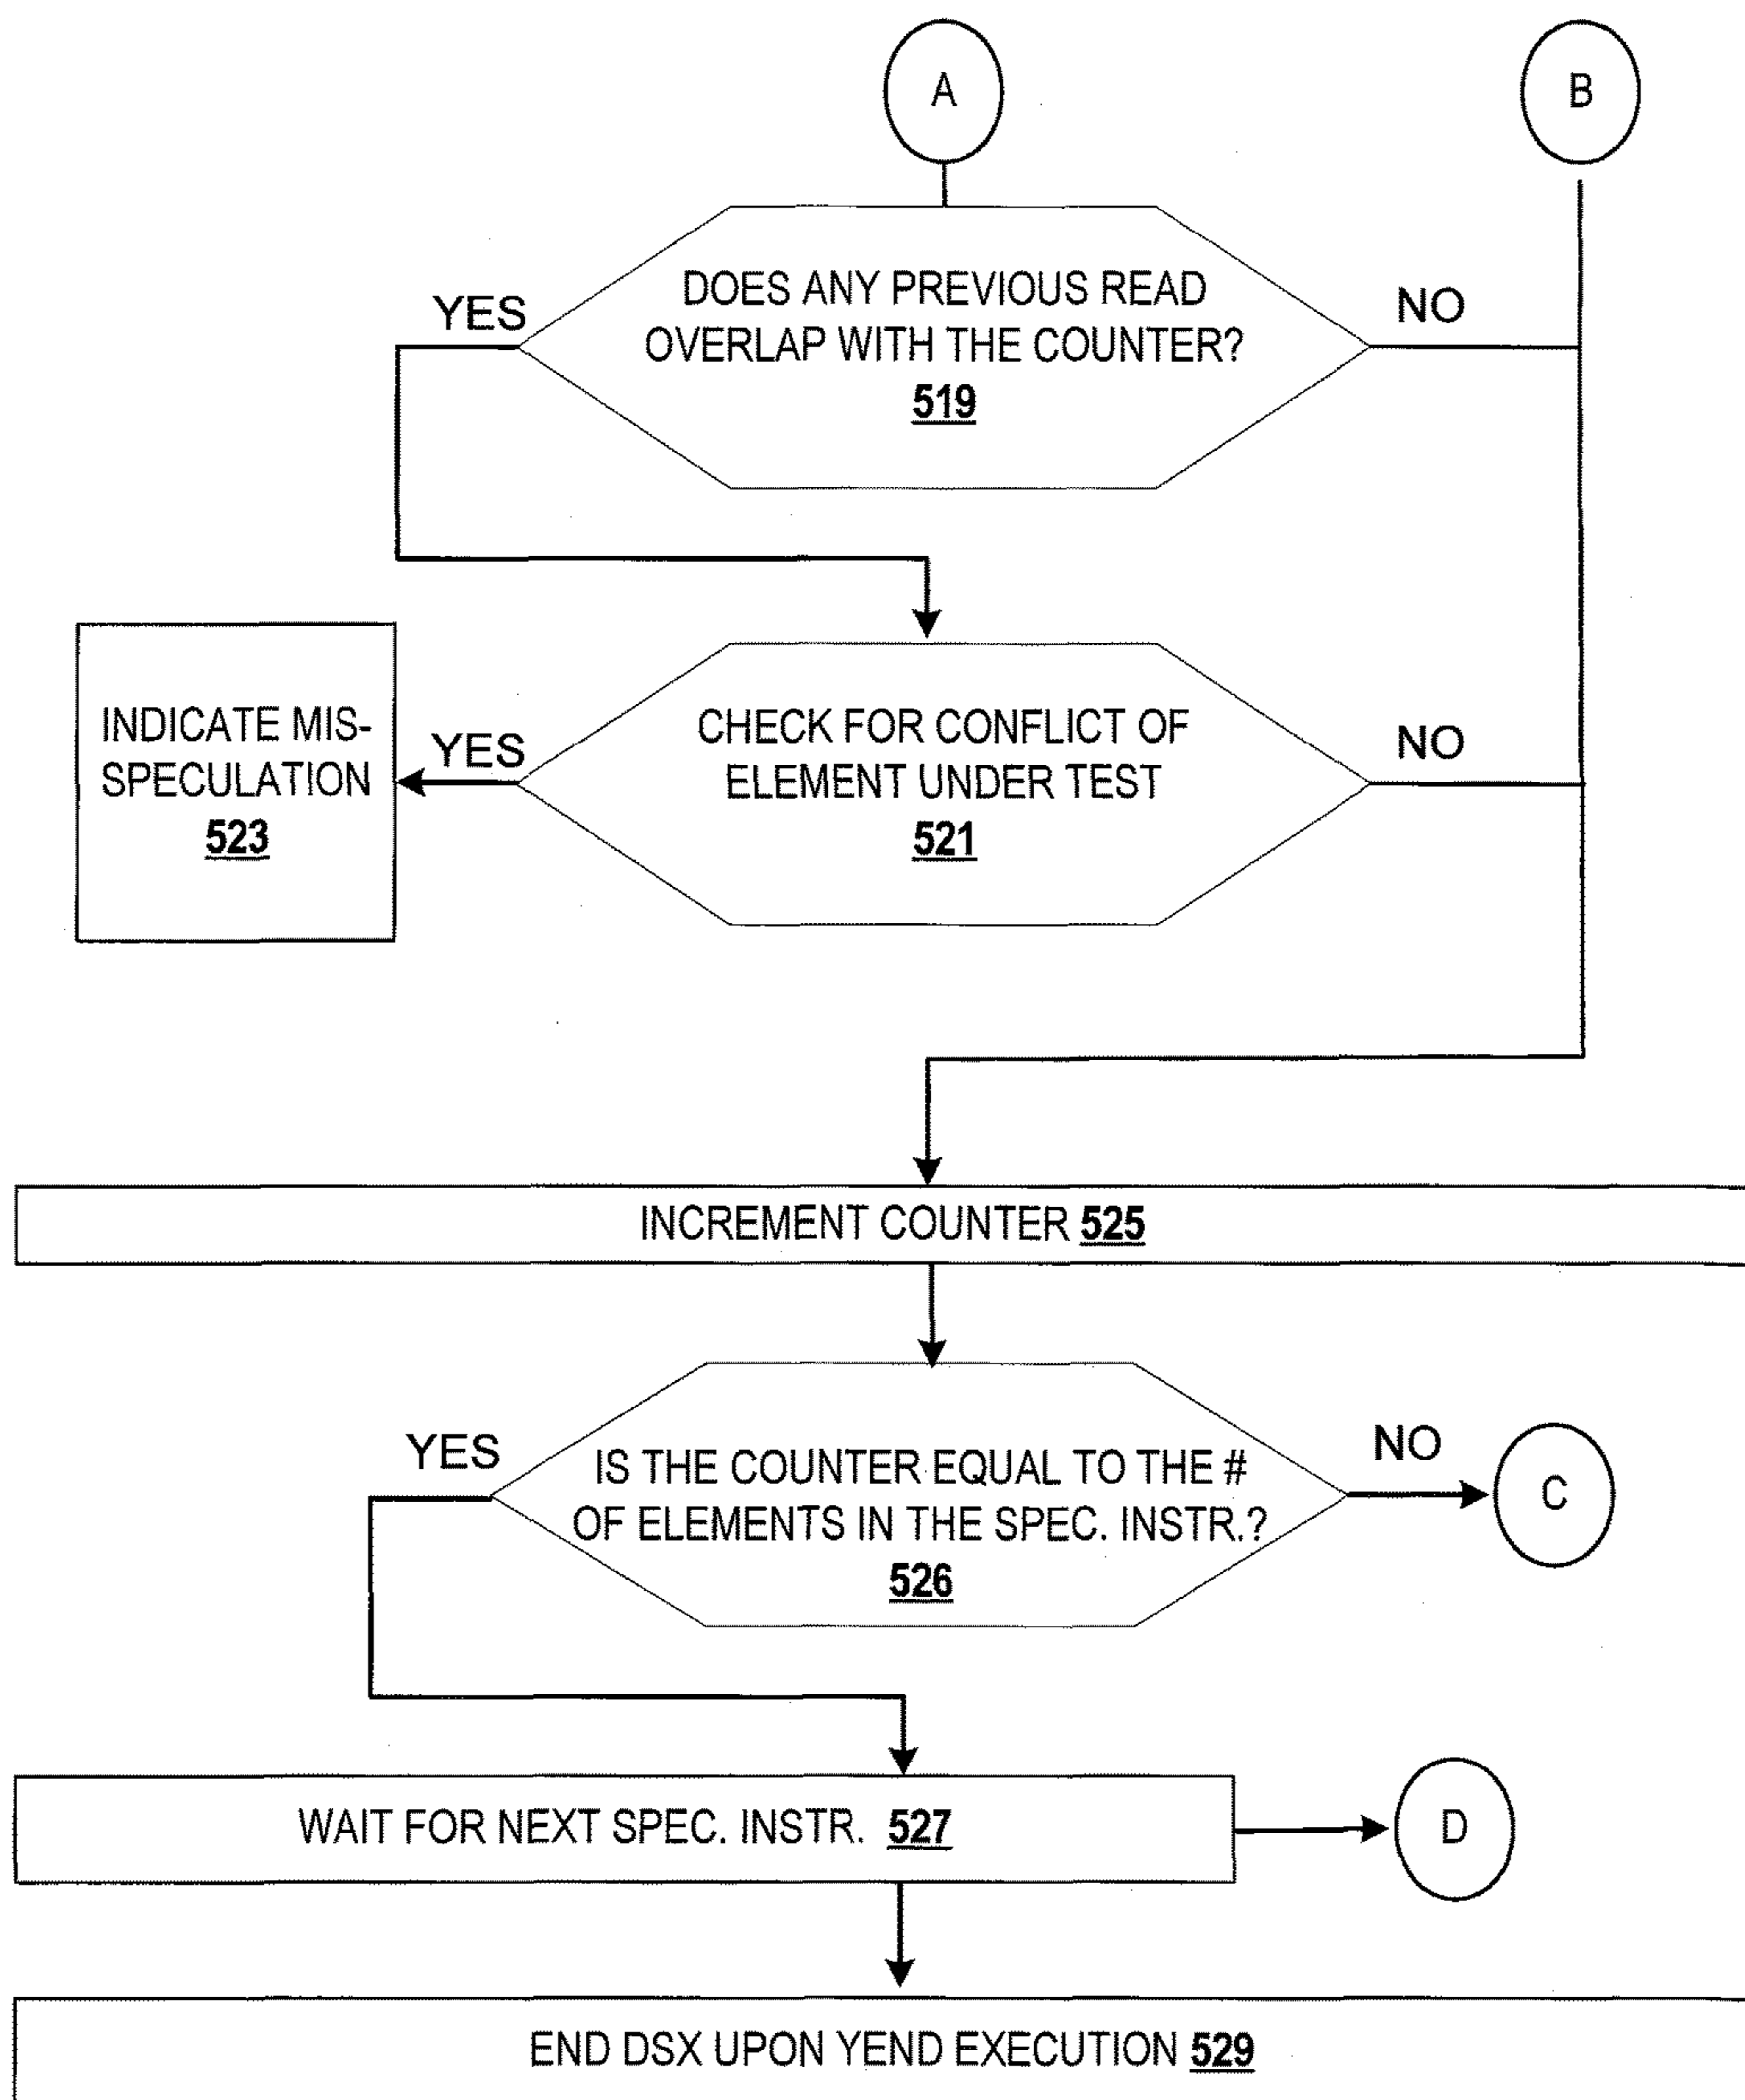 A
B
DOES ANY PREVIOUS READ
OVERLAP WITH THE COUNTER?
519
YES
NO
CHECK FOR CONFLICT OF
ELEMENT UNDER TEST
521
YES
NO
INDICATE MIS-
SPECULATION
523
INCREMENT COUNTER 525
IS THE COUNTER EQUAL TO THE #
OF ELEMENTS IN THE SPEC. INSTR.?
526
YES
NO
C
WAIT FOR NEXT SPEC. INSTR. 527
D
END DSX UPON YEND EXECUTION 529